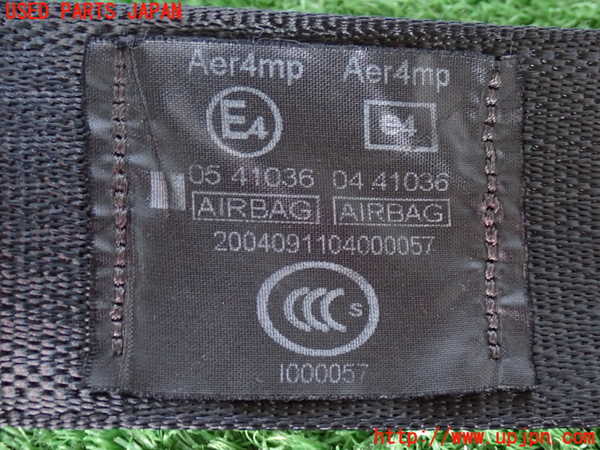 USED PARTS JAPAN
Aer4mp Aer4mp
E4 e4
05 41036 04 41036
AIRBAG AIRBAG
2004091104000057
CCC S
I000057
http://www.upjpn.com